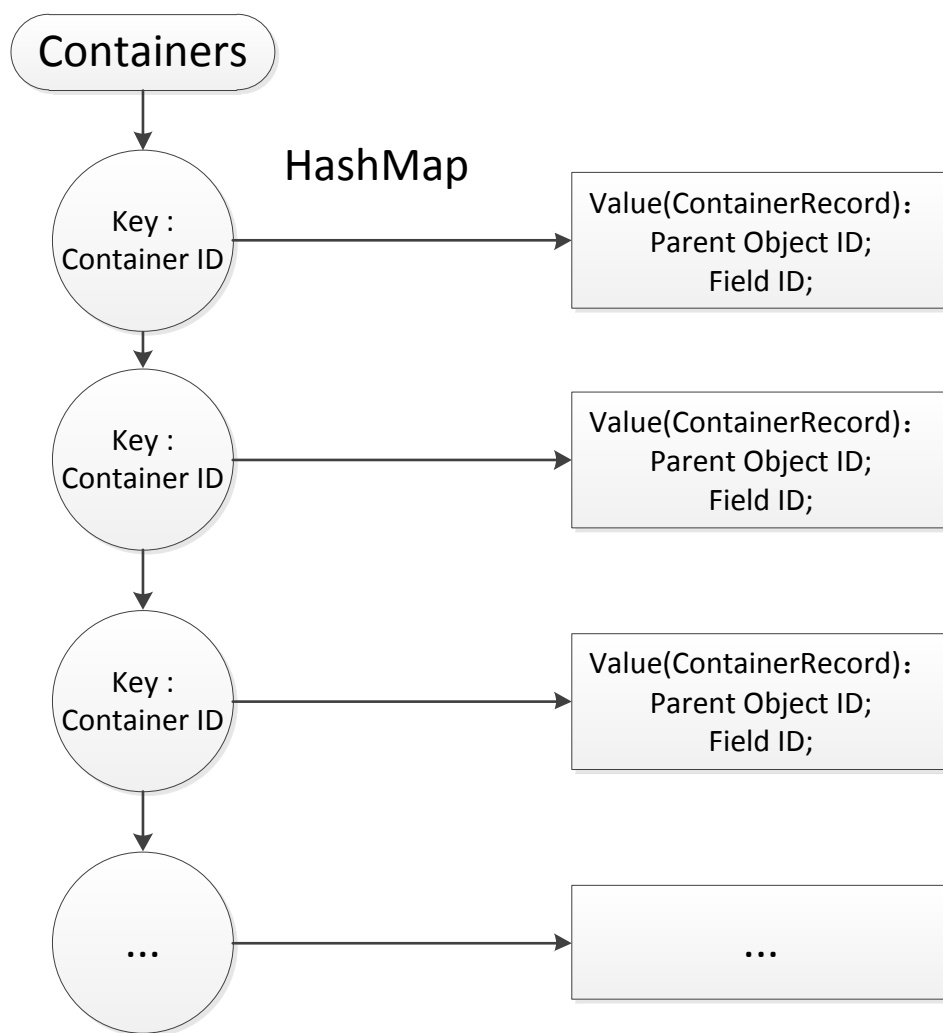 Containers
HashMap
Key :
Container ID
Value(ContainerRecord)：
Parent Object ID;
Field ID;
Key :
Container ID
Value(ContainerRecord)：
Parent Object ID;
Field ID;
Key :
Container ID
Value(ContainerRecord)：
Parent Object ID;
Field ID;
...
...